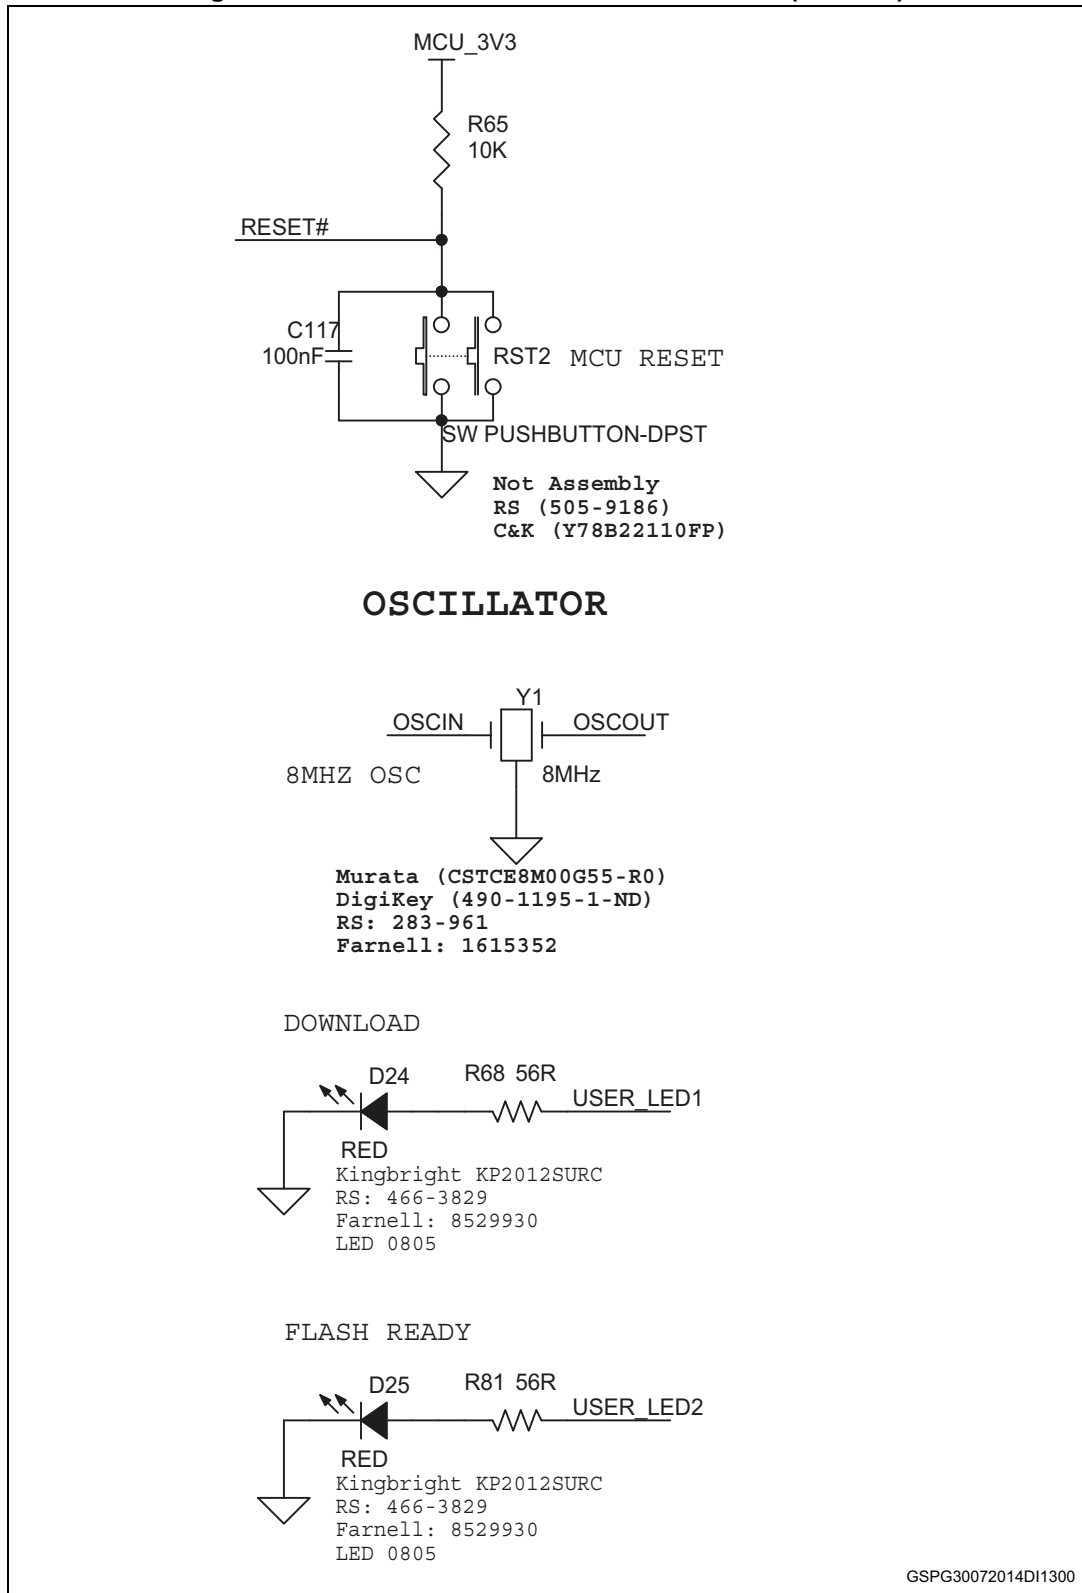 MCU_3V3
R65
10K
RESET#
C117
100nF
RST2 MCU RESET
SW PUSHBUTTON-DPST
Not Assembly
RS (505-9186)
C&K (Y78B22110FP)
OSCILLATOR
Y1
OSCIN OSCOUT
8MHZ OSC 8MHz
Murata (CSTCE8M00G55-R0)
DigiKey (490-1195-1-ND)
RS: 283-961
Farnell: 1615352
DOWNLOAD
D24 R68 56R
USER_LED1
RED
Kingbright KP2012SURC
RS: 466-3829
Farnell: 8529930
LED 0805
FLASH READY
D25 R81 56R
USER_LED2
RED
Kingbright KP2012SURC
RS: 466-3829
Farnell: 8529930
LED 0805
GSPG30072014DI1300